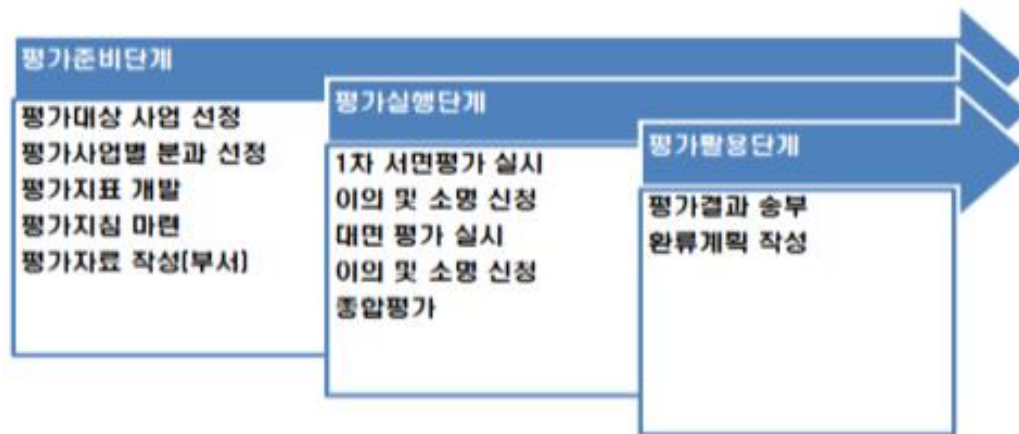 평가준비단계
평가대상 사업 선정
평가사업별 분과 선정
평가지표 개발
평가지침 마련
평가자료 작성(부서)
평가실행단계
1차 서면평가 실시
이의 및 소명 신청
대면 평가 실시
이의 및 소명 신청
종합평가
평가활용단계
평가결과 송부
환류계획 작성